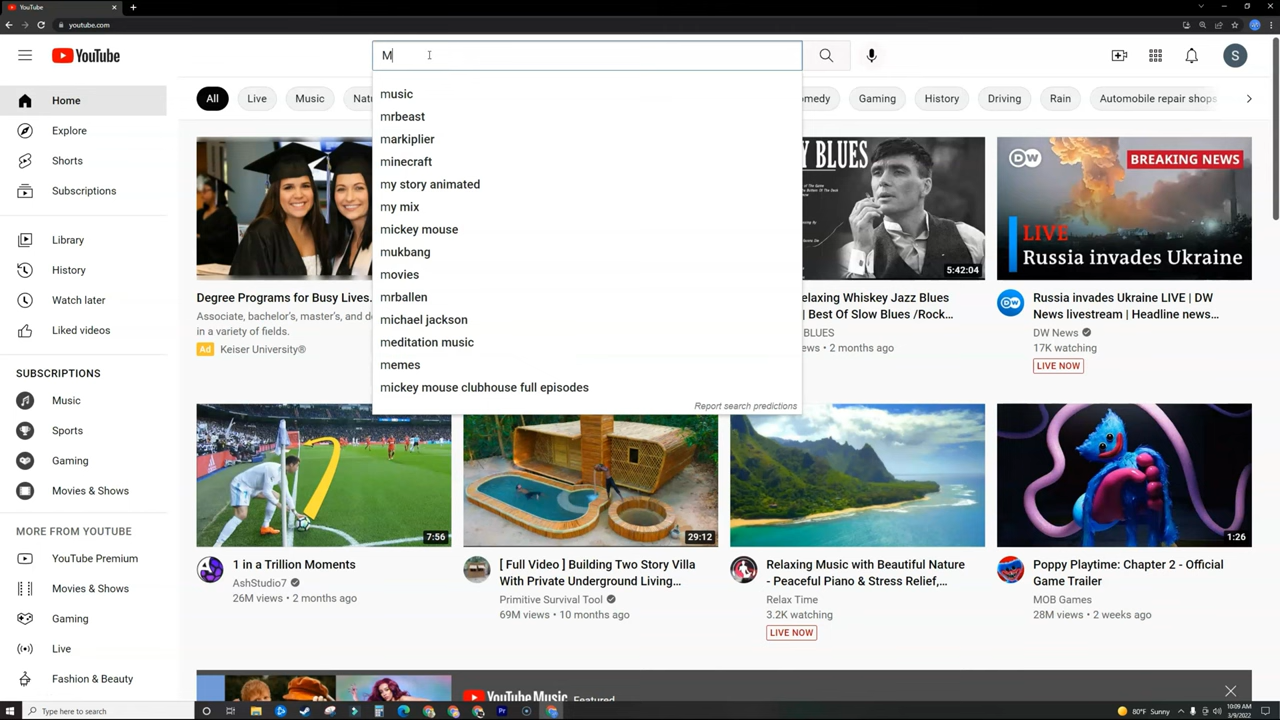 YouTube
youtube.com
YouTube
M
music
mrbeast
markiplier
minecraft
my story animated
my mix
mickey mouse
mukbang
movies
mrballen
michael jackson
meditation music
memes
mickey mouse clubhouse full episodes
Report search predictions
S
All
Live
Music
Natu
omedy
Gaming
History
Driving
Rain
Automobile repair shops
Home
Explore
Shorts
Subscriptions
Library
History
Watch later
Liked videos
SUBSCRIPTIONS
Music
Sports
Gaming
Movies & Shows
MORE FROM YOUTUBE
YouTube Premium
Movies & Shows
Gaming
Live
Fashion & Beauty
Degree Programs for Busy Lives.
Associate, bachelor's, master's, and do
in a variety of fields.
Ad Keiser University®
Y BLUES
5:42:04
elaxing Whiskey Jazz Blues
| Best Of Slow Blues /Rock...
BLUES
ews • 2 months ago
DW
BREAKING NEWS
LIVE
Russia invades Ukraine
Russia invades Ukraine LIVE | DW
News livestream | Headline news...
DW News
17K watching
LIVE NOW
7:56
1 in a Trillion Moments
AshStudio7
26M views • 2 months ago
29:12
[ Full Video ] Building Two Story Villa
With Private Underground Living...
Primitive Survival Tool
69M views • 10 months ago
Relaxing Music with Beautiful Nature
- Peaceful Piano & Stress Relief,...
Relax Time
3.2K watching
LIVE NOW
1:26
Poppy Playtime: Chapter 2 - Official
Game Trailer
MOB Games
28M views • 2 weeks ago
YouTube Music Featured
Type here to search
Pr
80°F Sunny
10:09 AM
3/9/2022